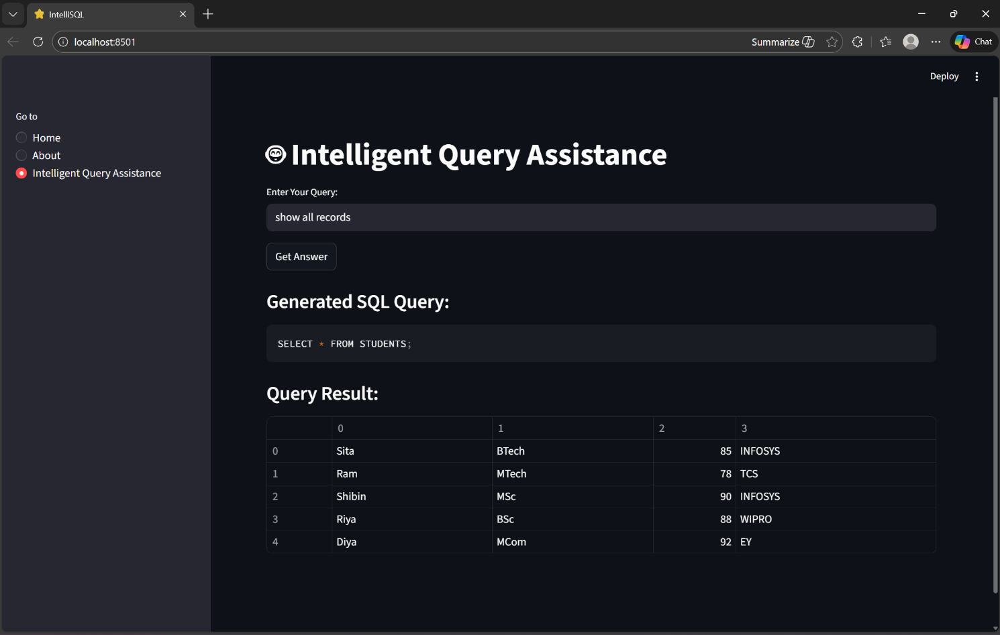 IntelliSQL
localhost:8501
Summarize
Chat
Deploy
Go to
Home
About
Intelligent Query Assistance
Intelligent Query Assistance
Enter Your Query:
show all records
Get Answer
Generated SQL Query:
SELECT * FROM STUDENTS;
Query Result:
0 1 2 3
0 Sita BTech 85 INFOSYS
1 Ram MTech 78 TCS
2 Shibin MSc 90 INFOSYS
3 Riya BSc 88 WIPRO
4 Diya MCom 92 EY